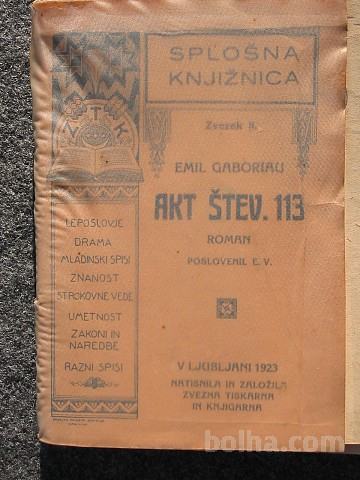 SPLOŠNA
KNJIŽNICA
Zvezek 8.
EMIL GABORIAU
AKT ŠTEV. 113
ROMAN
POSLOVENIL E. V.
Z T K
LEPOSLOVJE
DRAMA
MLADINSKI SPISI
ZNANOST
STROKOVNE VEDE
UMETNOST
ZAKONI IN
NAREDBE
RAZNI SPISI
V LJUBLJANI 1923
NATISNILA IN ZALOŽILA
ZVEZNA TISKARNA
IN KNJIGARNA
bolha.com